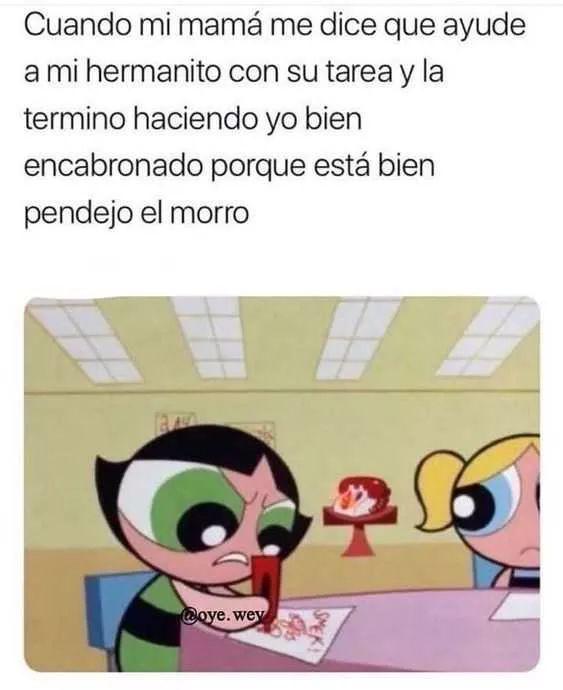 Cuando mi mamá me dice que ayude
a mi hermanito con su tarea y la
termino haciendo yo bien
encabronado porque está bien
pendejo el morro
@oye.wey